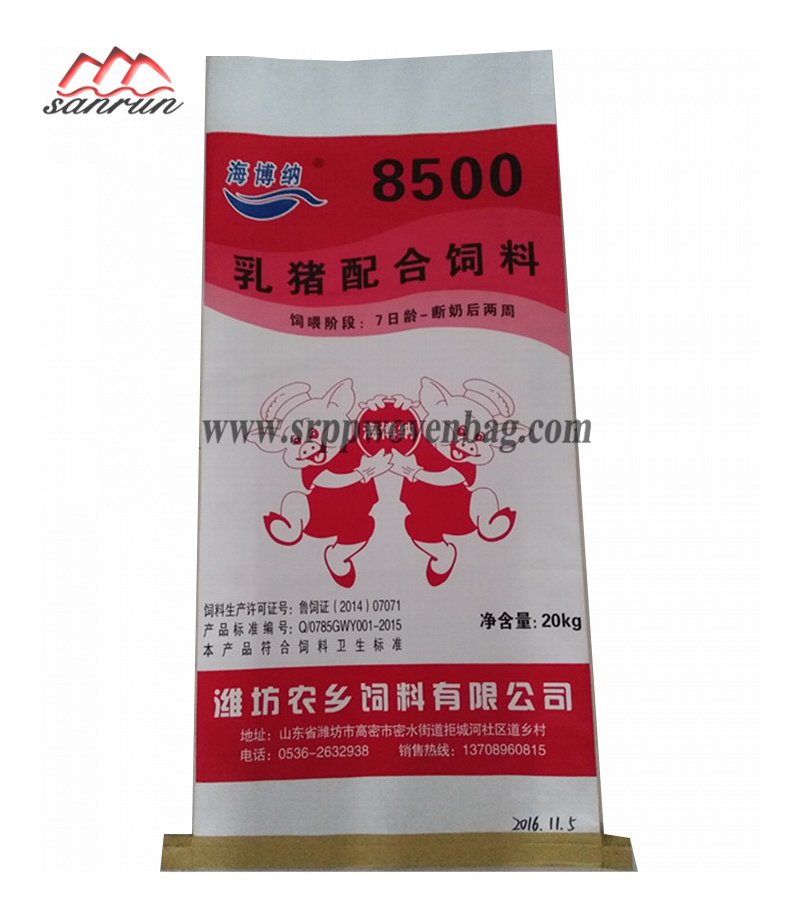 sanrun
海博纳®
8500
乳猪配合饲料
饲喂阶段：7日龄-断奶后两周
海博纳
www.srppwovenbag.com
饲料生产许可证号：鲁饲证（2014）07071
产品标准编号：Q/0785GWY001-2015
本产品符合饲料卫生标准
净含量：20kg
潍坊农乡饲料有限公司
地址：山东省潍坊市高密市密水街道拒城河社区道乡村
电话：0536-2632938 销售热线：13708960815
2016.11.5